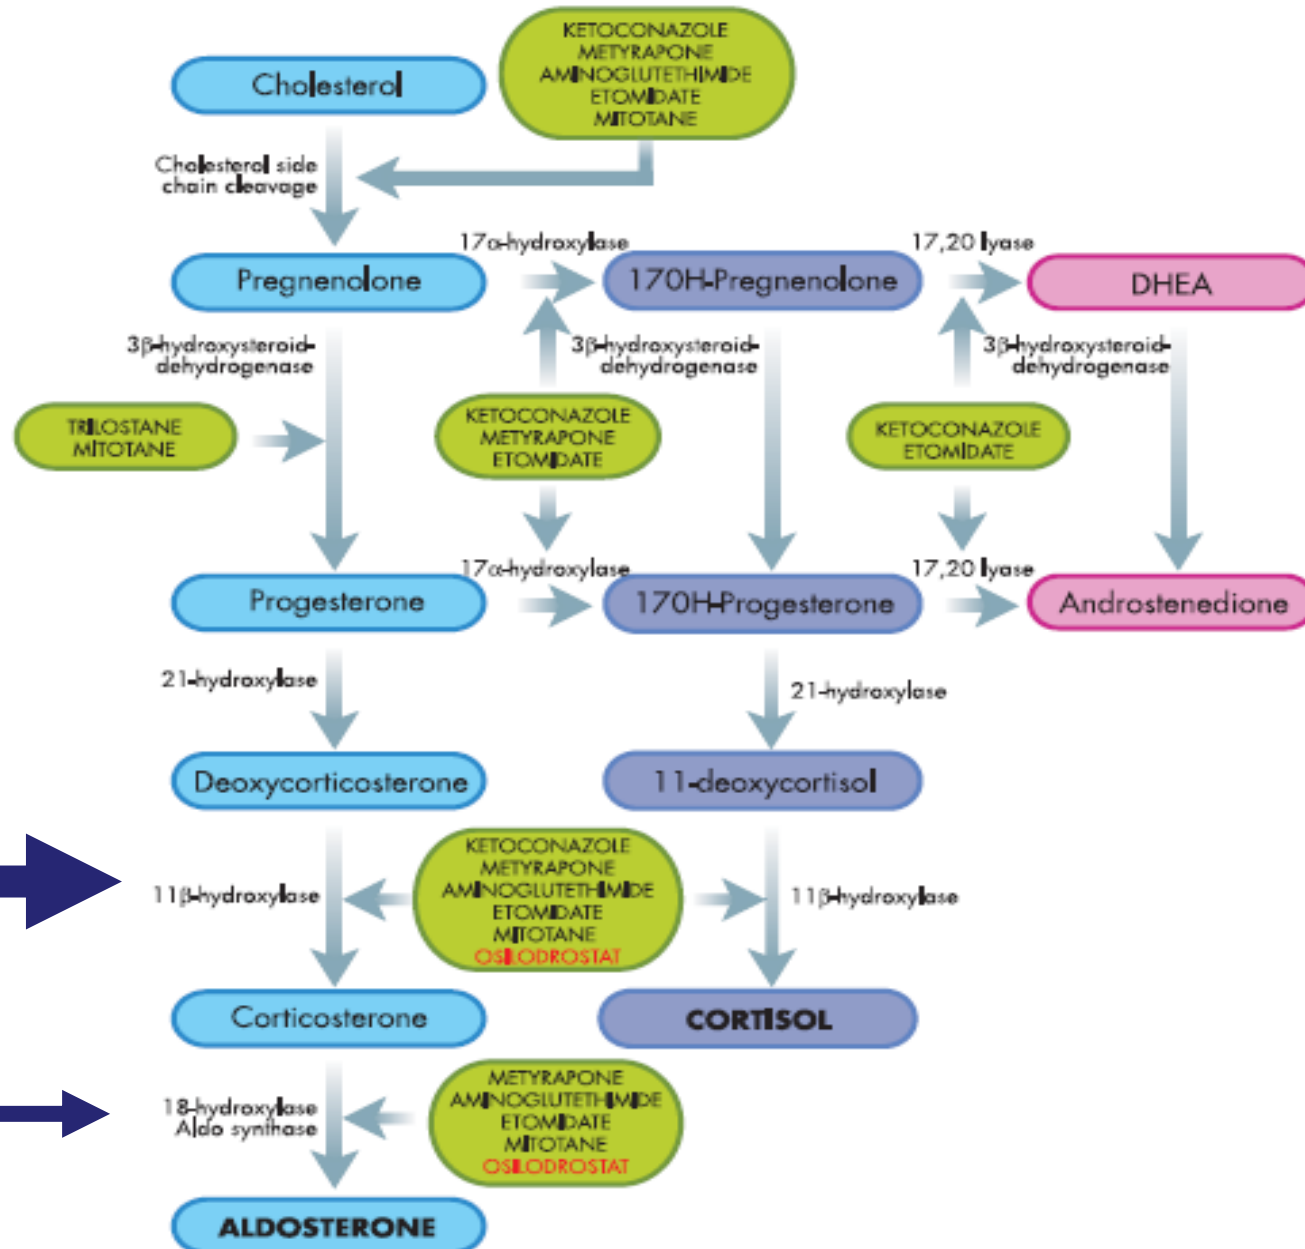 KETOCONAZOLE
METYRAPONE
AMINOGLUTETHIMIDE
ETOMIDATE
MITOTANE
Cholesterol
Cholesterol side
chain cleavage
17α-hydroxylase
17,20 lyase
Pregnenolone
170H-Pregnenolone
DHEA
3β-hydroxysteroid-
dehydrogenase
3β-hydroxysteroid-
dehydrogenase
3β-hydroxysteroid-
dehydrogenase
TRILOSTANE
MITOTANE
KETOCONAZOLE
METYRAPONE
ETOMIDATE
KETOCONAZOLE
ETOMIDATE
17α-hydroxylase
17,20 lyase
Progesterone
170H-Progesterone
Androstenedione
21-hydroxylase
21-hydroxylase
Deoxycorticosterone
11-deoxycortisol
11β-hydroxylase
KETOCONAZOLE
METYRAPONE
AMINOGLUTETHIMIDE
ETOMIDATE
MITOTANE
OSILODROSTAT
11β-hydroxylase
Corticosterone
CORTISOL
18-hydroxylase
Aldo synthase
METYRAPONE
AMINOGLUTETHIMIDE
ETOMIDATE
MITOTANE
OSILODROSTAT
ALDOSTERONE